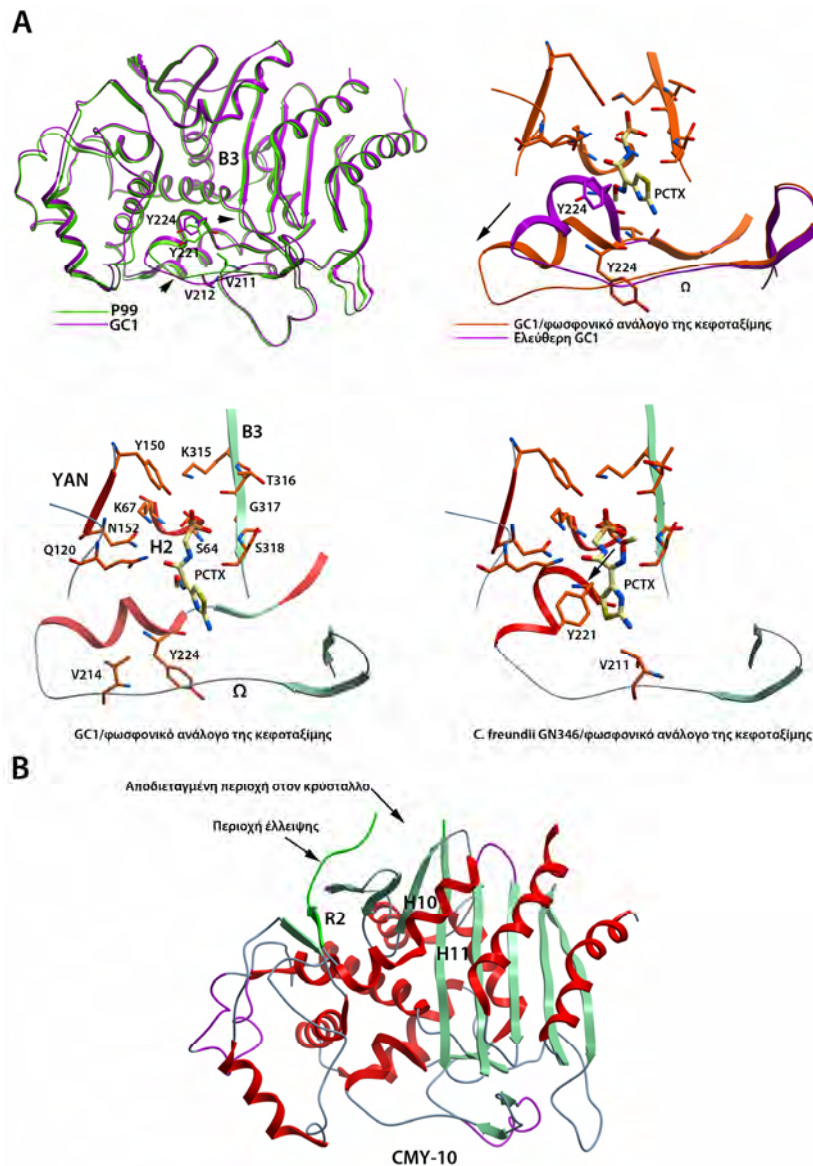 A
B3
Y224
Y221
V211
V212
P99
GC1
PCTX
Y224
Y224
Ω
GC1/φωσφονικό ανάλογο της κεφοταξίμης
Ελεύθερη GC1
B3
Y150
K315
YAN
T316
K67
G317
N152
H2
S64
S318
Q120
PCTX
Y224
V214
Ω
GC1/φωσφονικό ανάλογο της κεφοταξίμης
PCTX
Y221
V211
C. freundii GN346/φωσφονικό ανάλογο της κεφοταξίμης
B
Αποδιεταγμένη περιοχή στον κρύσταλλο
Περιοχή έλλειψης
R2
H10
H11
CMY-10